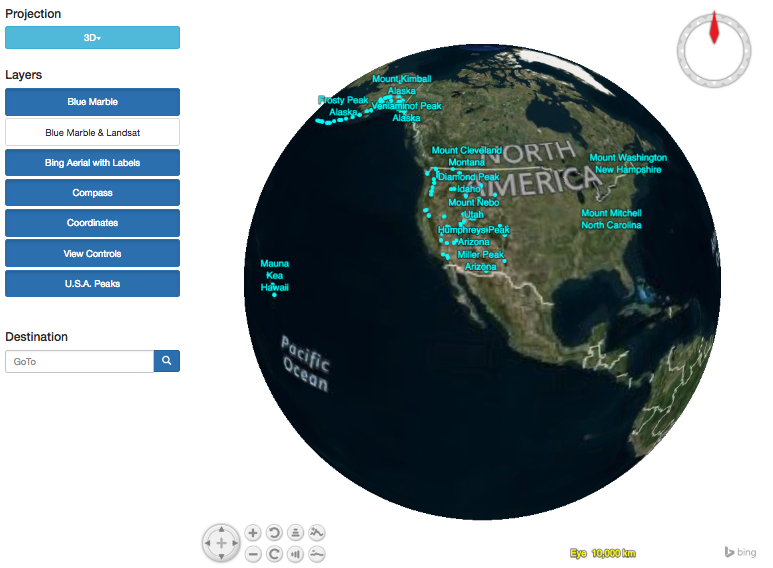 Projection
3D
Layers
Blue Marble
Blue Marble & Landsat
Bing Aerial with Labels
Compass
Coordinates
View Controls
U.S.A. Peaks
Destination
GoTo
Mount Kimball
Alaska
Frosty Peak
Alaska
Veniaminof Peak
Alaska
NORTH
AMERICA
Mount Cleveland
Montana
Diamond Peak
Idaho
Mount Nebo
Utah
Humphreys Peak
Arizona
Miller Peak
Arizona
Mount Washington
New Hampshire
Mount Mitchell
North Carolina
Mauna
Kea
Hawaii
Pacific
Ocean
Eye 10,000 km
bing